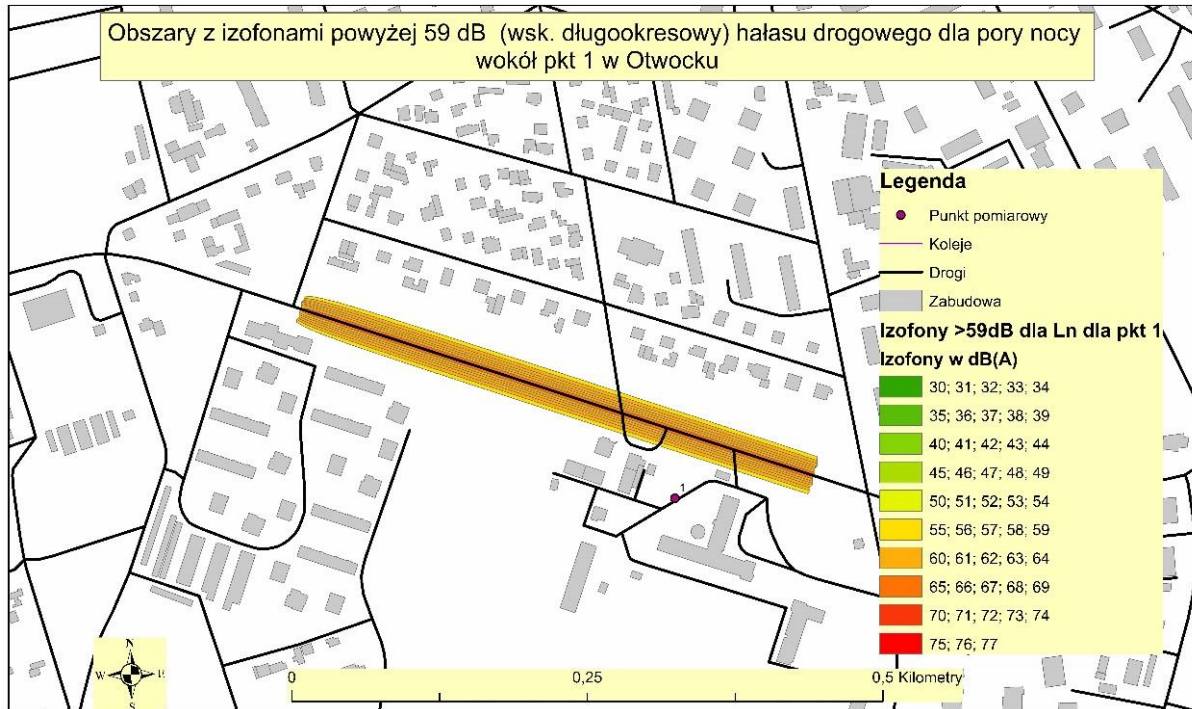 Obszary z izofonami powyżej 59 dB (wsk. długookresowy) hałasu drogowego dla pory nocy
wokół pkt 1 w Otwocku
Legenda
Punkt pomiarowy
Koleje
Drogi
Zabudowa
Izofony >59dB dla Ln dla pkt 1
Izofony w dB(A)
30; 31; 32; 33; 34
35; 36; 37; 38; 39
40; 41; 42; 43; 44
45; 46; 47; 48; 49
50; 51; 52; 53; 54
55; 56; 57; 58; 59
60; 61; 62; 63; 64
65; 66; 67; 68; 69
70; 71; 72; 73; 74
75; 76; 77
1
N
W E
S
0 0,25 0,5 Kilometry